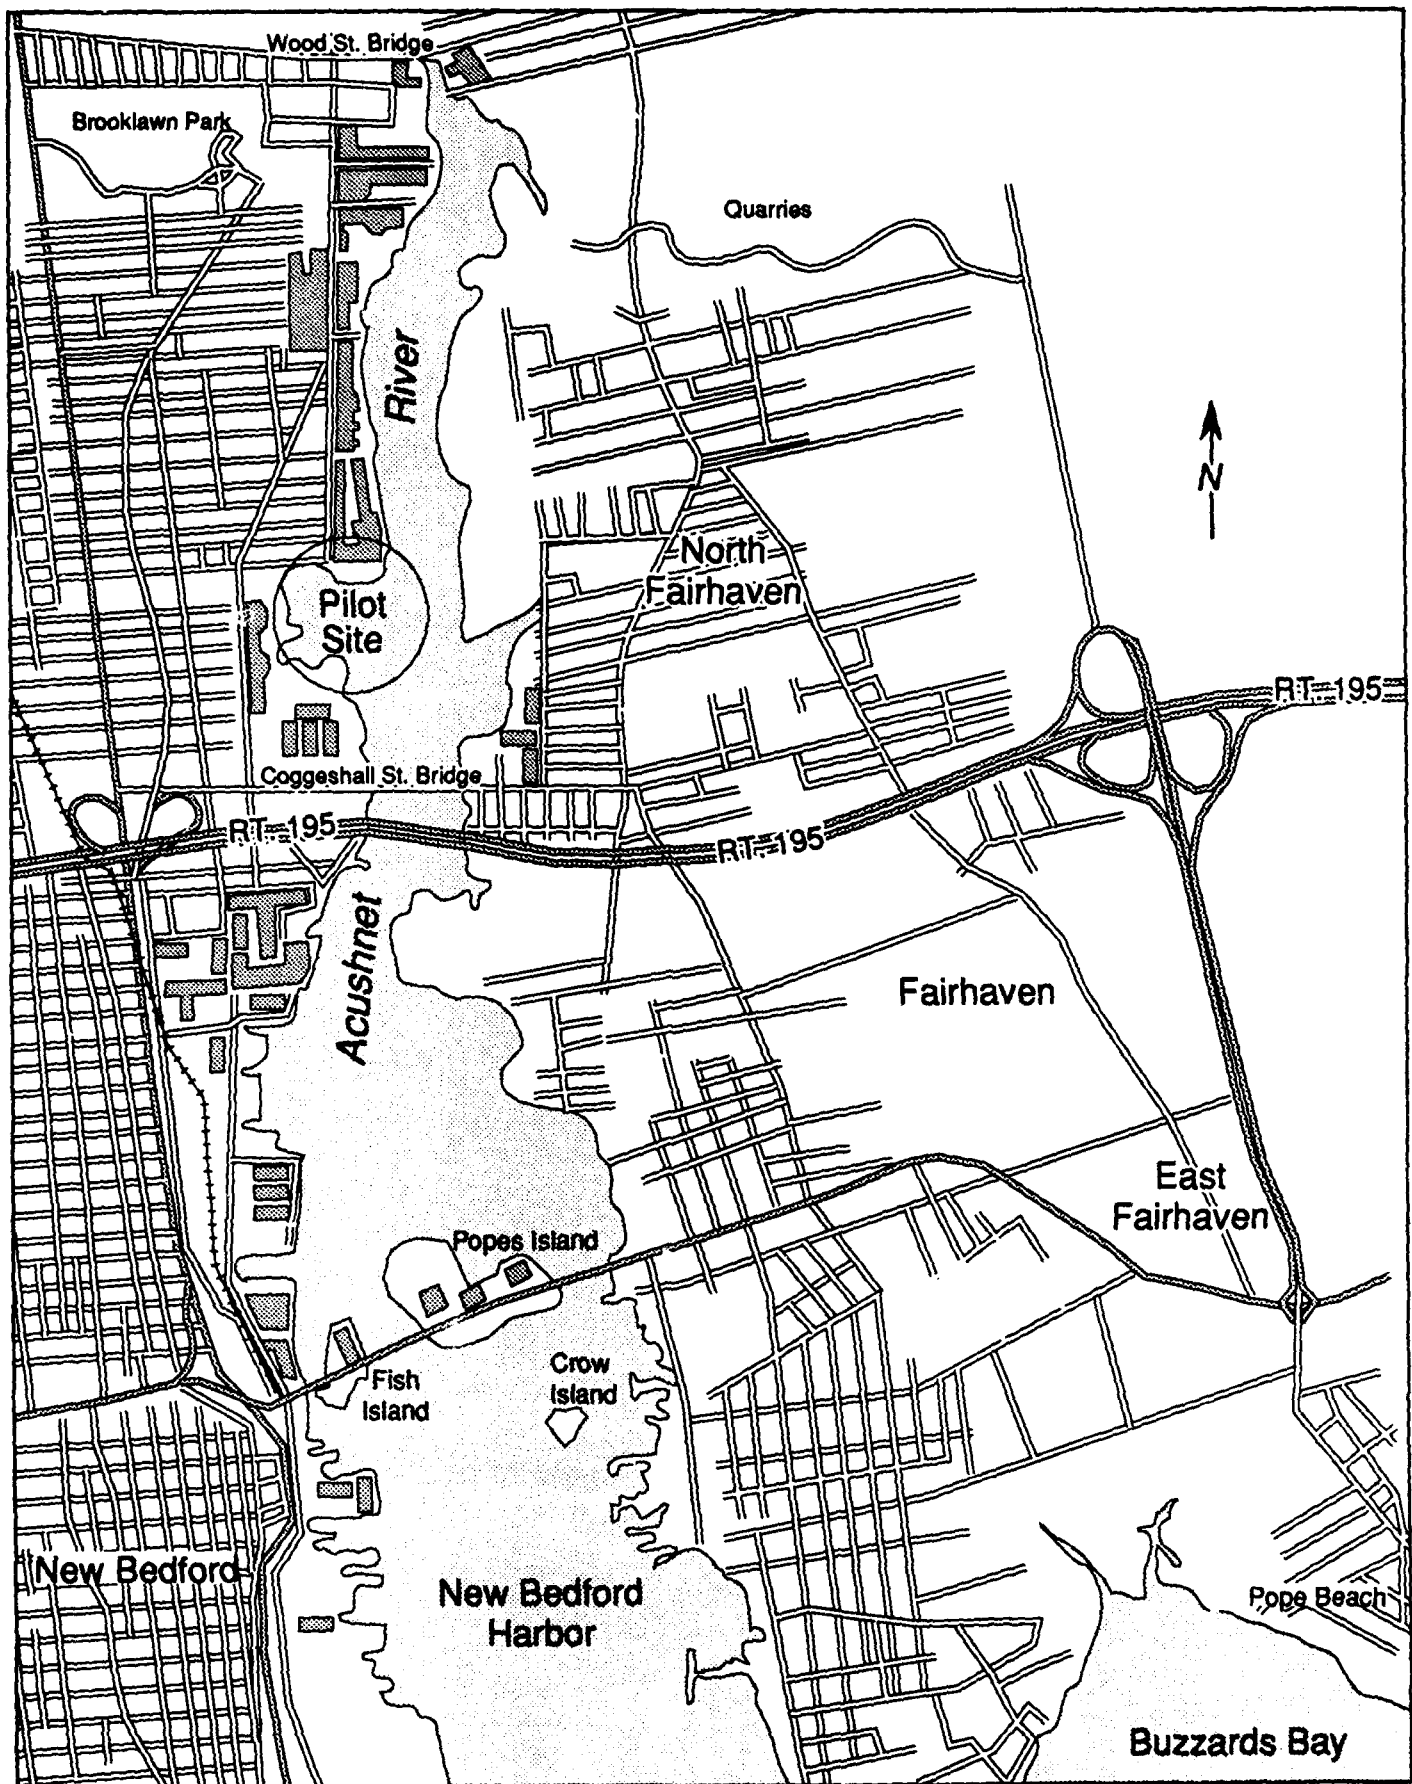 Wood St. Bridge
Brooklawn Park
Quarries
River
N
North
Fairhaven
Pilot
Site
RT. 195
Coggeshall St. Bridge
RT. 195
RT. 195
Acushnet
Fairhaven
East
Fairhaven
Popes Island
Crow
Island
Fish
Island
New Bedford
New Bedford
Harbor
Pope Beach
Buzzards Bay